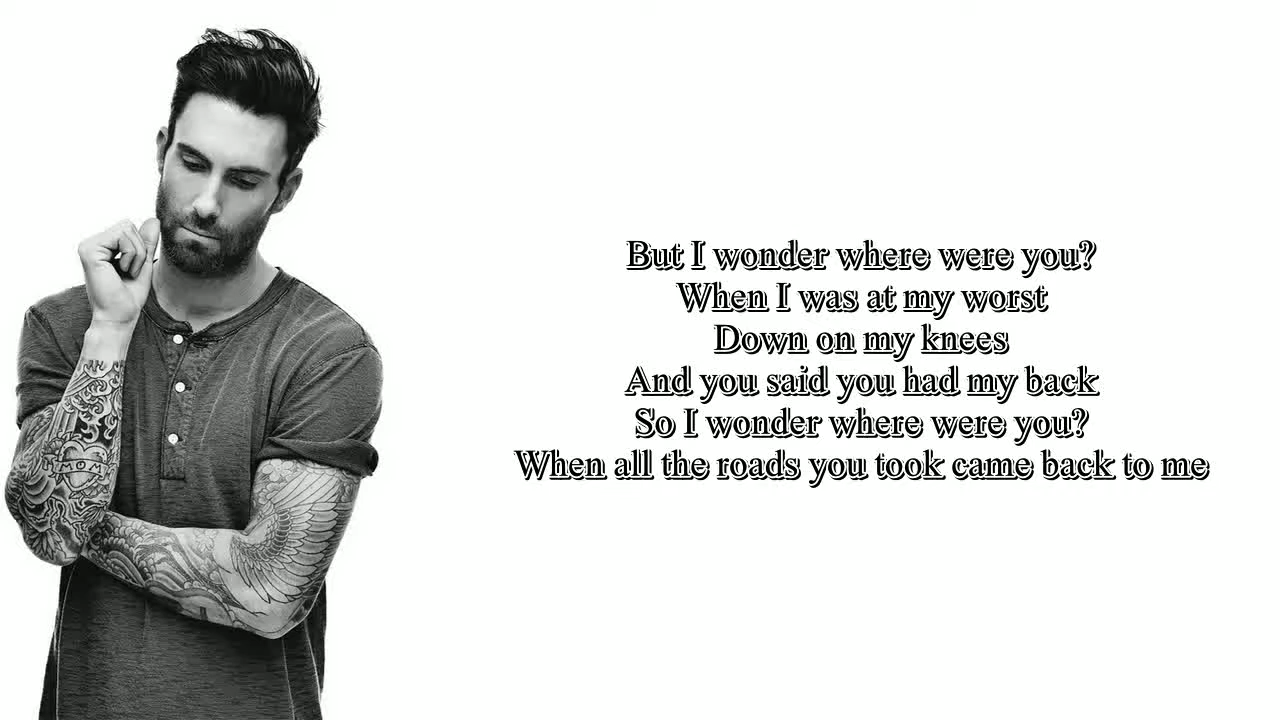 But I wonder where were you?
When I was at my worst
Down on my knees
And you said you had my back
So I wonder where were you?
When all the roads you took came back to me
MOM